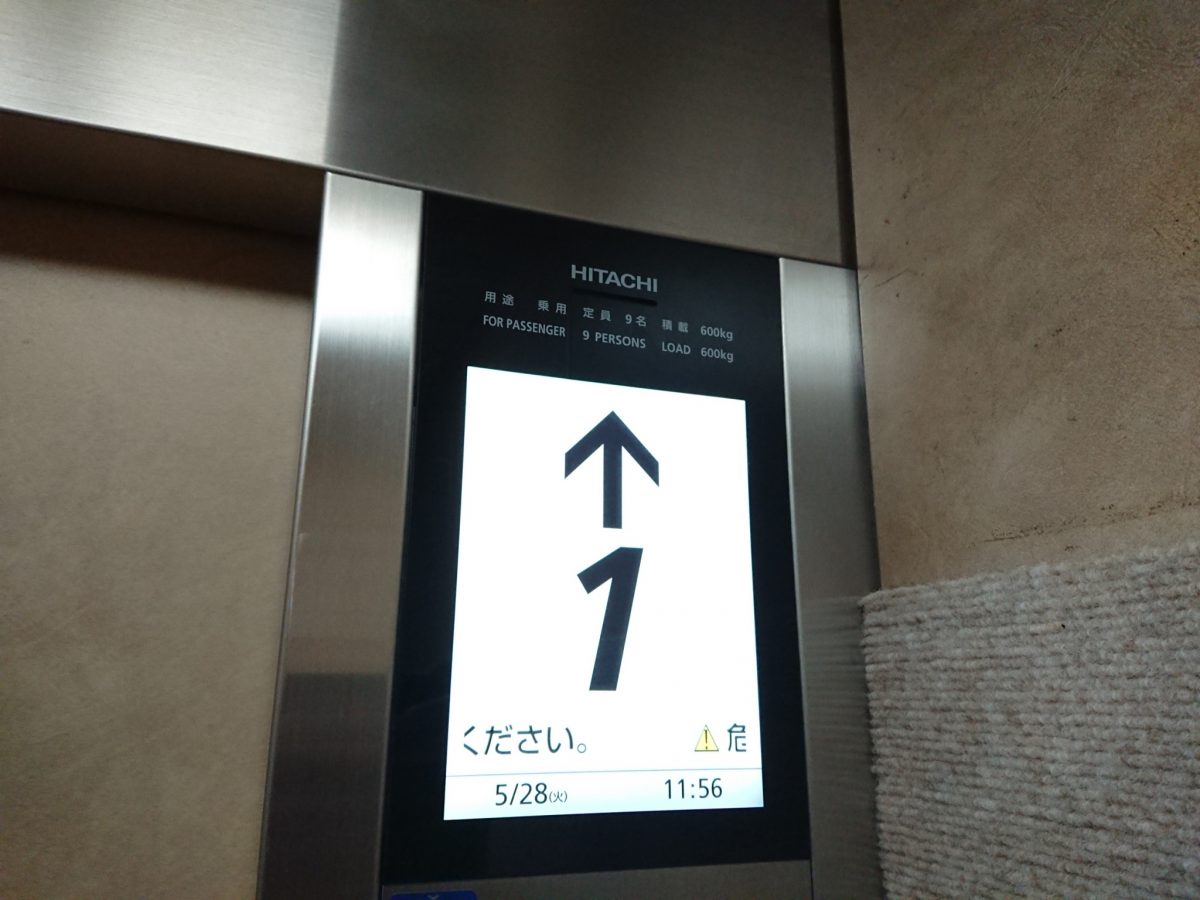 HITACHI
用途 乗用 定員 9名 積載 600kg
FOR PASSENGER 9 PERSONS LOAD 600kg
1
ください。 ⚠危
5/28(火) 11:56